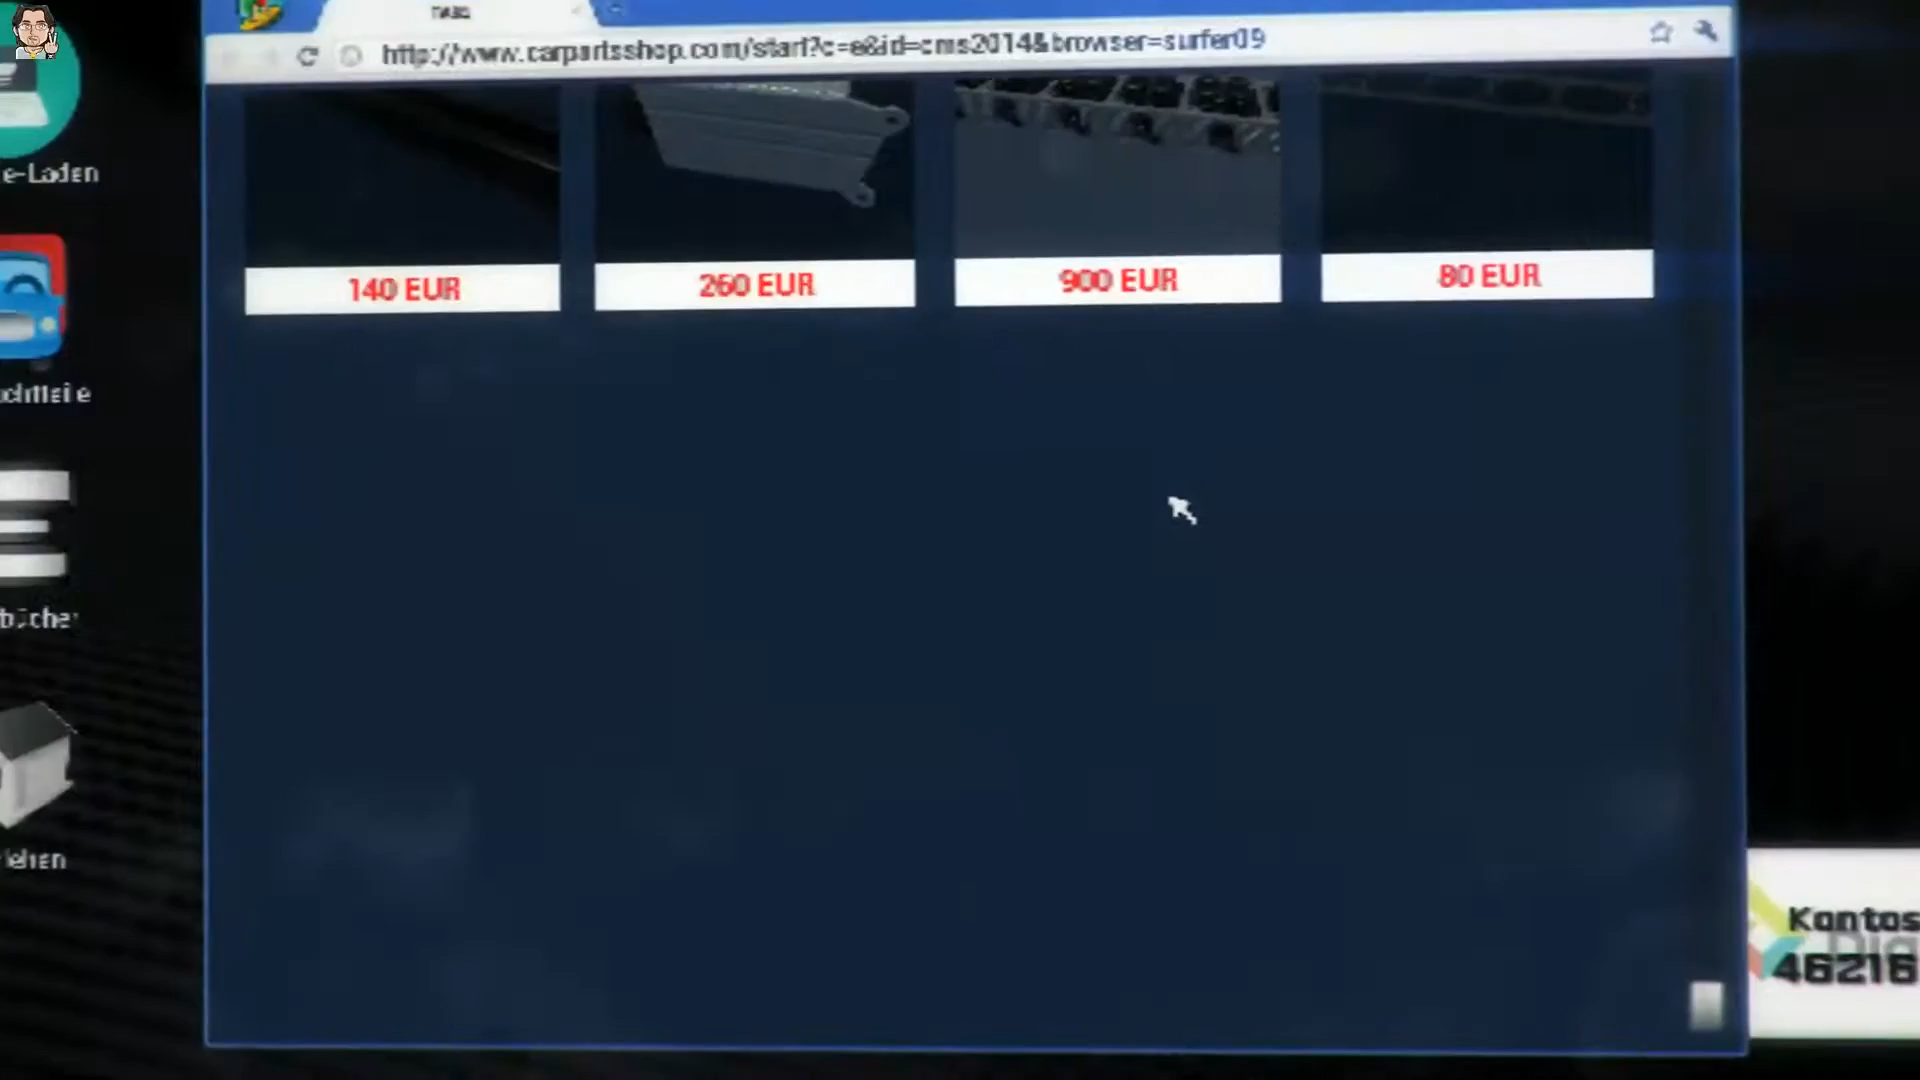 http://www.carpartsshop.com/start?c=e&id=cms2014&browser=surfer09
e-Laden
140 EUR
260 EUR
900 EUR
80 EUR
Kontos
46216